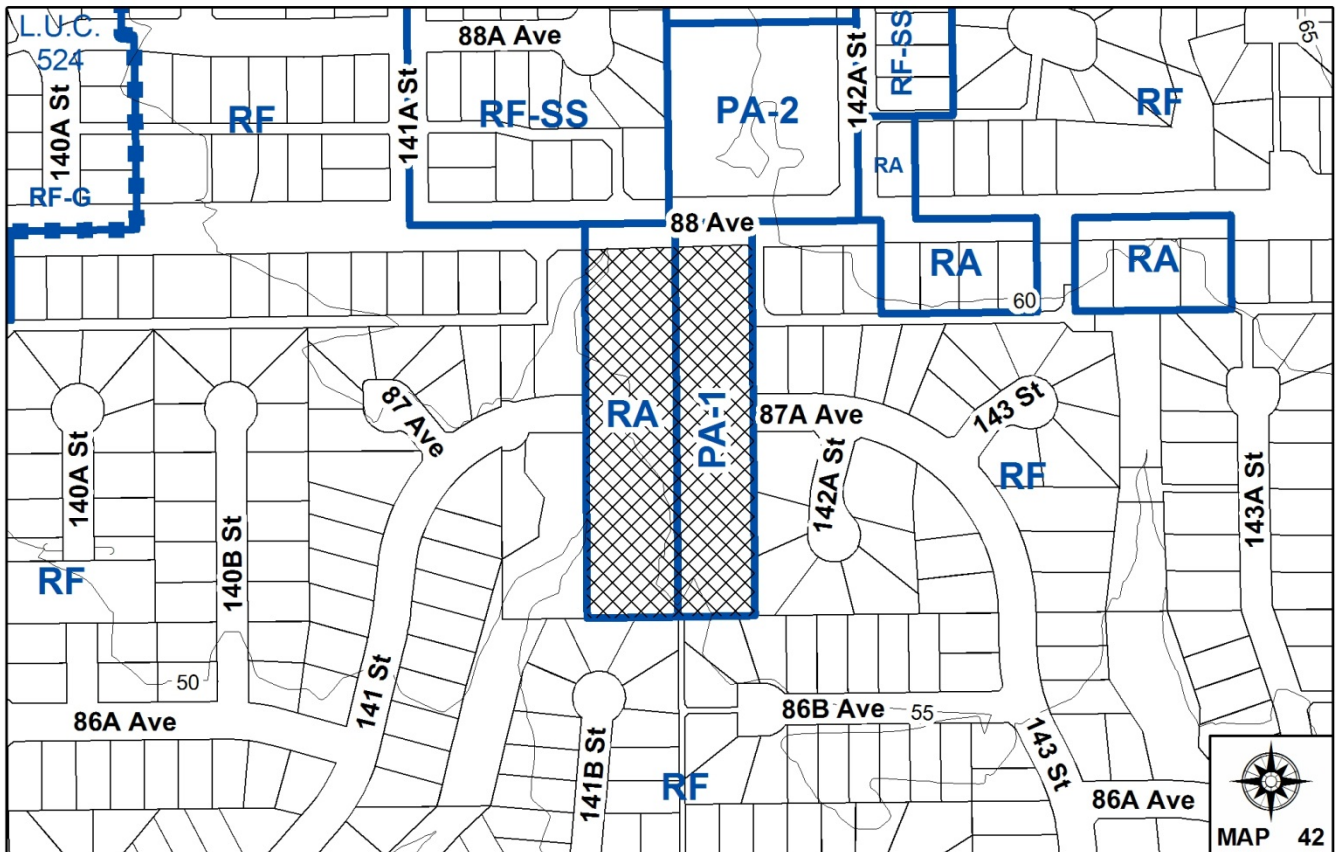 L.U.C.
524
88A Ave
RF-SS
65
140A St
RF
141A St
RF-SS
PA-2
142A St
RF
RF-G
RA
88 Ave
RA
RA
60
87 Ave
RA
PA-1
87A Ave
143 St
140A St
140B St
142A St
RF
143A St
RF
50
86A Ave
141 St
141B St
86B Ave
55
143 St
RF
86A Ave
MAP 42